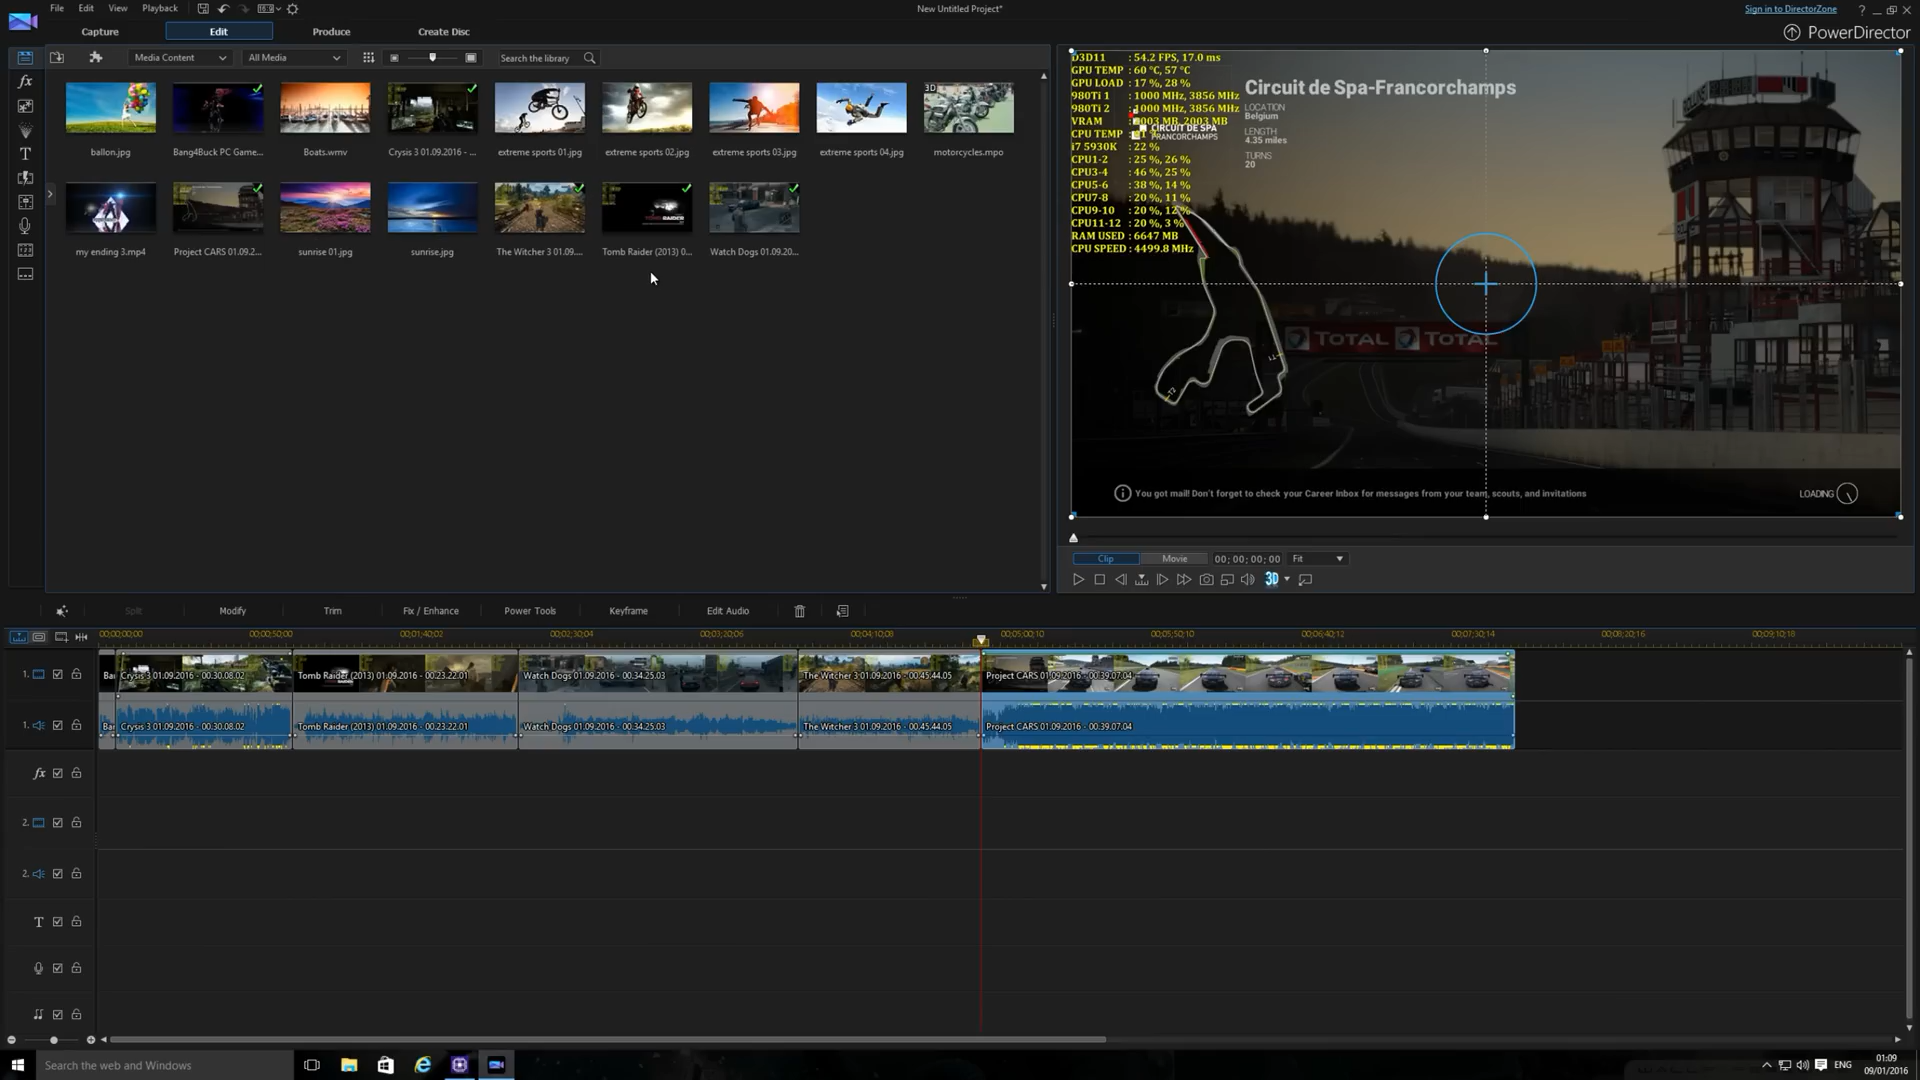 File Edit View Playback
New Untitled Project*
Sign in to DirectorZone
?
Capture Edit Produce Create Disc
PowerDirector
Media Content All Media Search the library
ballon.jpg Bang4Buck PC Game... Boats.wmv Crysis 3 01.09.2016 - ... extreme sports 01.jpg extreme sports 02.jpg extreme sports 03.jpg extreme sports 04.jpg motorcycles.mpo
3D
my ending 3.mp4 Project CARS 01.09.2... sunrise 01.jpg sunrise.jpg The Witcher 3 01.09.... Tomb Raider (2013) 0... Watch Dogs 01.09.20...
D3D11 : 54.2 FPS, 17.0 ms
GPU TEMP : 60 °C, 57 °C
GPU LOAD : 17 %, 28 %
980Ti 1 : 1000 MHz, 3856 MHz
980Ti 2 : 1000 MHz, 3856 MHz
VRAM : 2003 MB, 2003 MB
CPU TEMP :
i7 5930K : 22 %
CPU1-2 : 25 %, 26 %
CPU3-4 : 46 %, 25 %
CPU5-6 : 38 %, 14 %
CPU7-8 : 20 %, 11 %
CPU9-10 : 20 %, 12 %
CPU11-12 : 20 %, 3 %
RAM USED : 6647 MB
CPU SPEED : 4499.8 MHz
Circuit de Spa-Francorchamps
LOCATION
Belgium
LENGTH
4.35 miles
TURNS
20
CIRCUIT DE SPA
FRANCORCHAMPS
TOTAL TOTAL
T1
T2
You got mail! Don't forget to check your Career Inbox for messages from your team, scouts, and invitations
LOADING
Clip Movie 00;00;00;00 Fit
3D
Split Modify Trim Fix / Enhance Power Tools Keyframe Edit Audio
00;00;00;00 00;00;50;00 00;01;40;02 00;02;30;04 00;03;20;06 00;04;10;08 00;05;00;10 00;05;50;10 00;06;40;12 00;07;30;14 00;08;20;16 00;09;10;18
1. Ba Crysis 3 01.09.2016 - 00.30.08.02 Tomb Raider (2013) 01.09.2016 - 00.23.22.01 Watch Dogs 01.09.2016 - 00.34.25.03 The Witcher 3 01.09.2016 - 00.45.44.05 Project CARS 01.09.2016 - 00.39.07.04
1. Ba Crysis 3 01.09.2016 - 00.30.08.02 Tomb Raider (2013) 01.09.2016 - 00.23.22.01 Watch Dogs 01.09.2016 - 00.34.25.03 The Witcher 3 01.09.2016 - 00.45.44.05 Project CARS 01.09.2016 - 00.39.07.04
fx
2.
2.
T
Search the web and Windows
ENG
01:09
09/01/2016